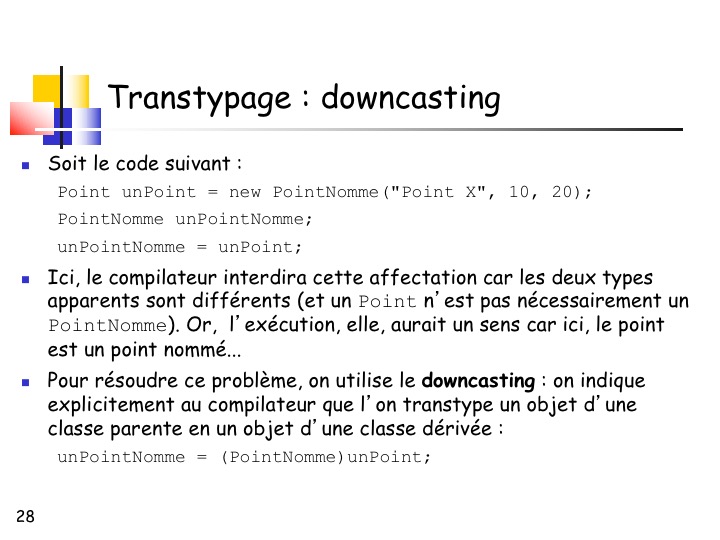 Transtypage : downcasting
Soit le code suivant :
Point unPoint = new PointNomme("Point X", 10, 20);
PointNomme unPointNomme;
unPointNomme = unPoint;
Ici, le compilateur interdira cette affectation car les deux types
apparents sont différents (et un Point n’est pas nécessairement un
PointNomme). Or, l’exécution, elle, aurait un sens car ici, le point
est un point nommé...
Pour résoudre ce problème, on utilise le downcasting : on indique
explicitement au compilateur que l’on transtype un objet d’une
classe parente en un objet d’une classe dérivée :
unPointNomme = (PointNomme)unPoint;
28